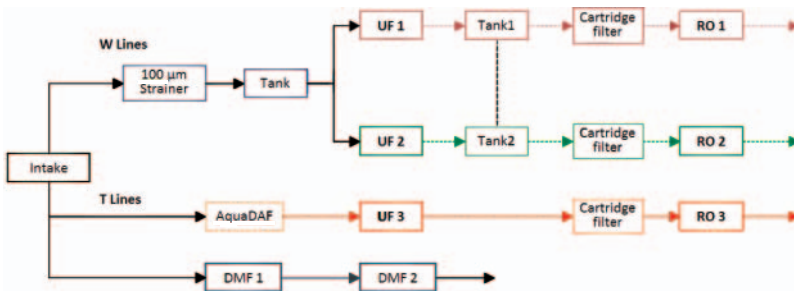 W Lines
100 µm
Strainer
Tank
UF 1
Tank1
Cartridge
filter
RO 1
UF 2
Tank2
Cartridge
filter
RO 2
Intake
T Lines
AquaDAF
UF 3
Cartridge
filter
RO 3
DMF 1
DMF 2